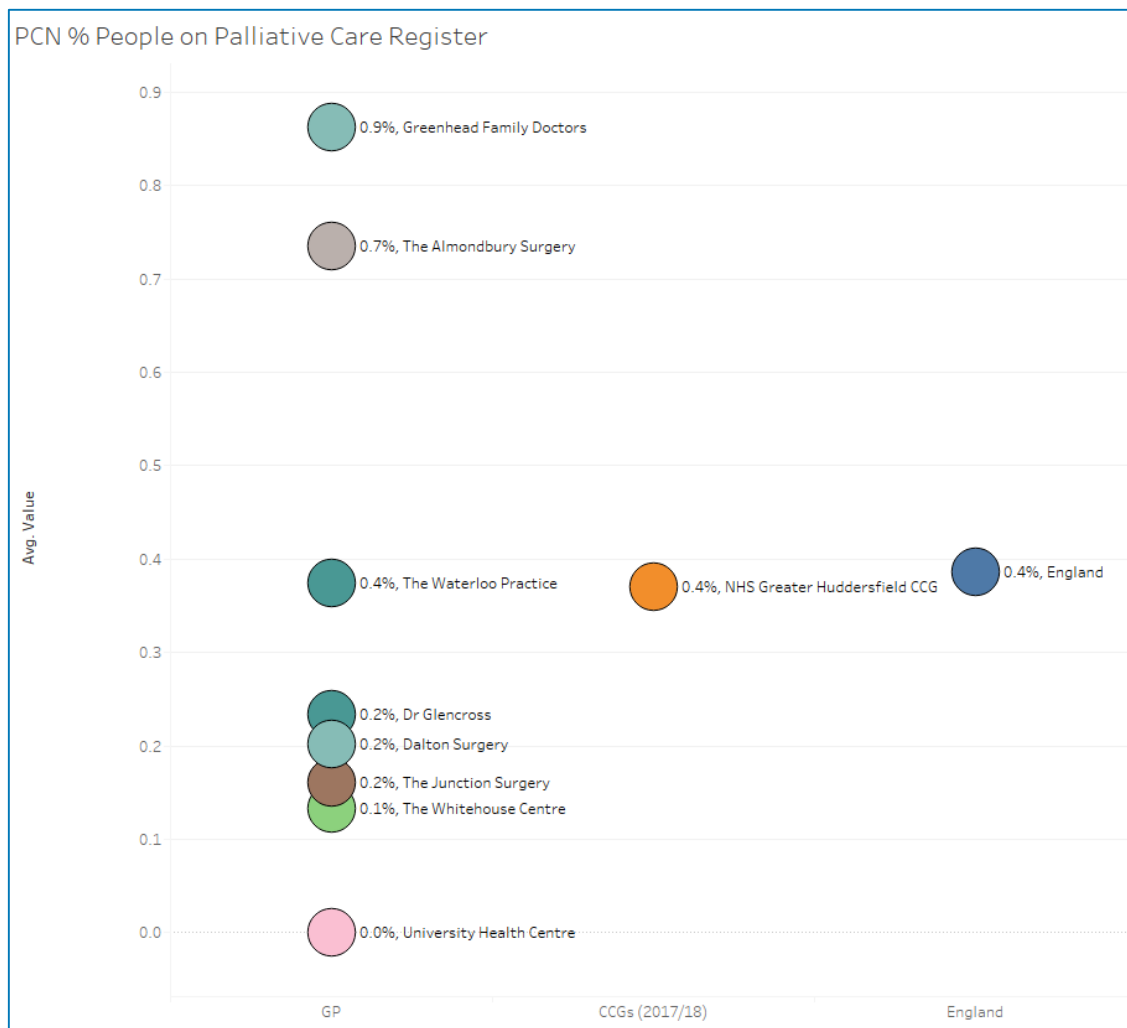 PCN % People on Palliative Care Register
Avg. Value
0.9
0.8
0.7
0.6
0.5
0.4
0.3
0.2
0.1
0.0
0.9%, Greenhead Family Doctors
0.7%, The Almondbury Surgery
0.4%, The Waterloo Practice
0.4%, NHS Greater Huddersfield CCG
0.4%, England
0.2%, Dr Glencross
0.2%, Dalton Surgery
0.2%, The Junction Surgery
0.1%, The Whitehouse Centre
0.0%, University Health Centre
GP
CCGs (2017/18)
England